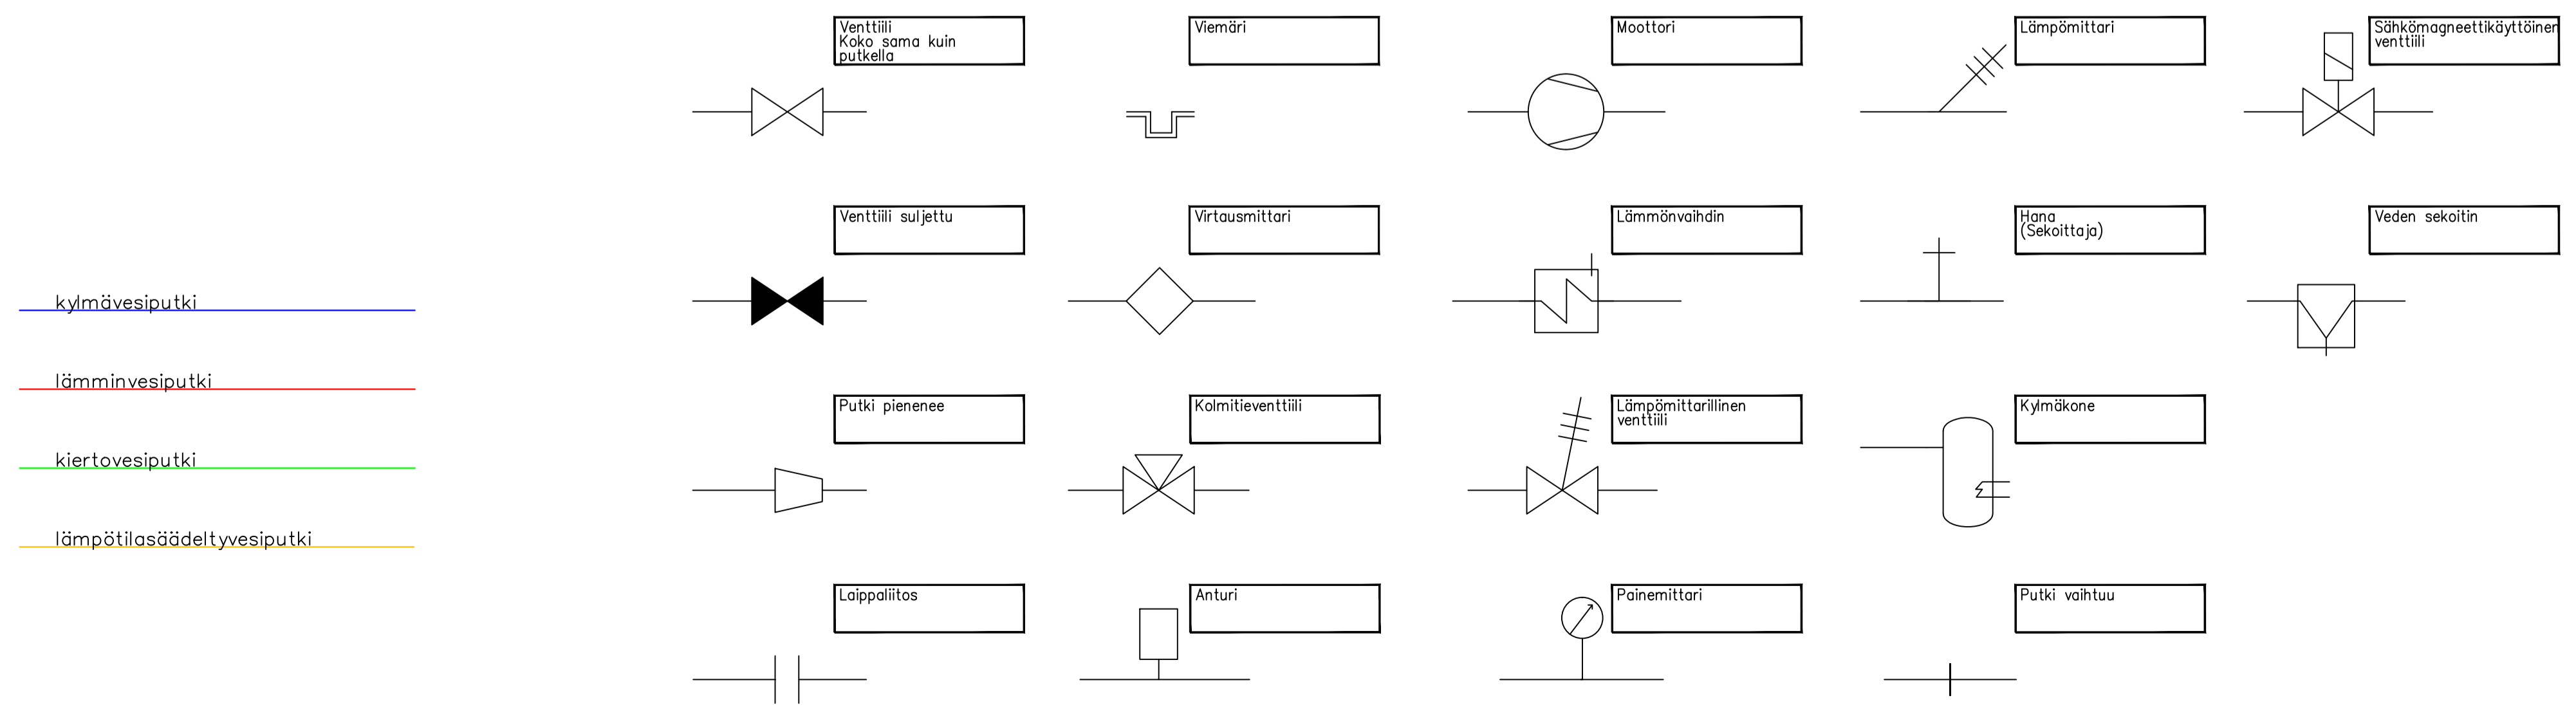 Venttiili
Koko sama kuin
putkella
Viemäri
Moottori
Lämpömittari
Sähkömagneettikäyttöinen
venttiili
Venttiili suljettu
Virtausmittari
Lämmönvaihdin
Hana
(Sekoittaja)
Veden sekoitin
kylmävesiputki
lämminvesiputki
kiertovesiputki
lämpötilasäädeltyvesiputki
Putki pienenee
Kolmitieventtiili
Lämpömittarillinen
venttiili
Kylmäkone
Laippaliitos
Anturi
Painemittari
Putki vaihtuu